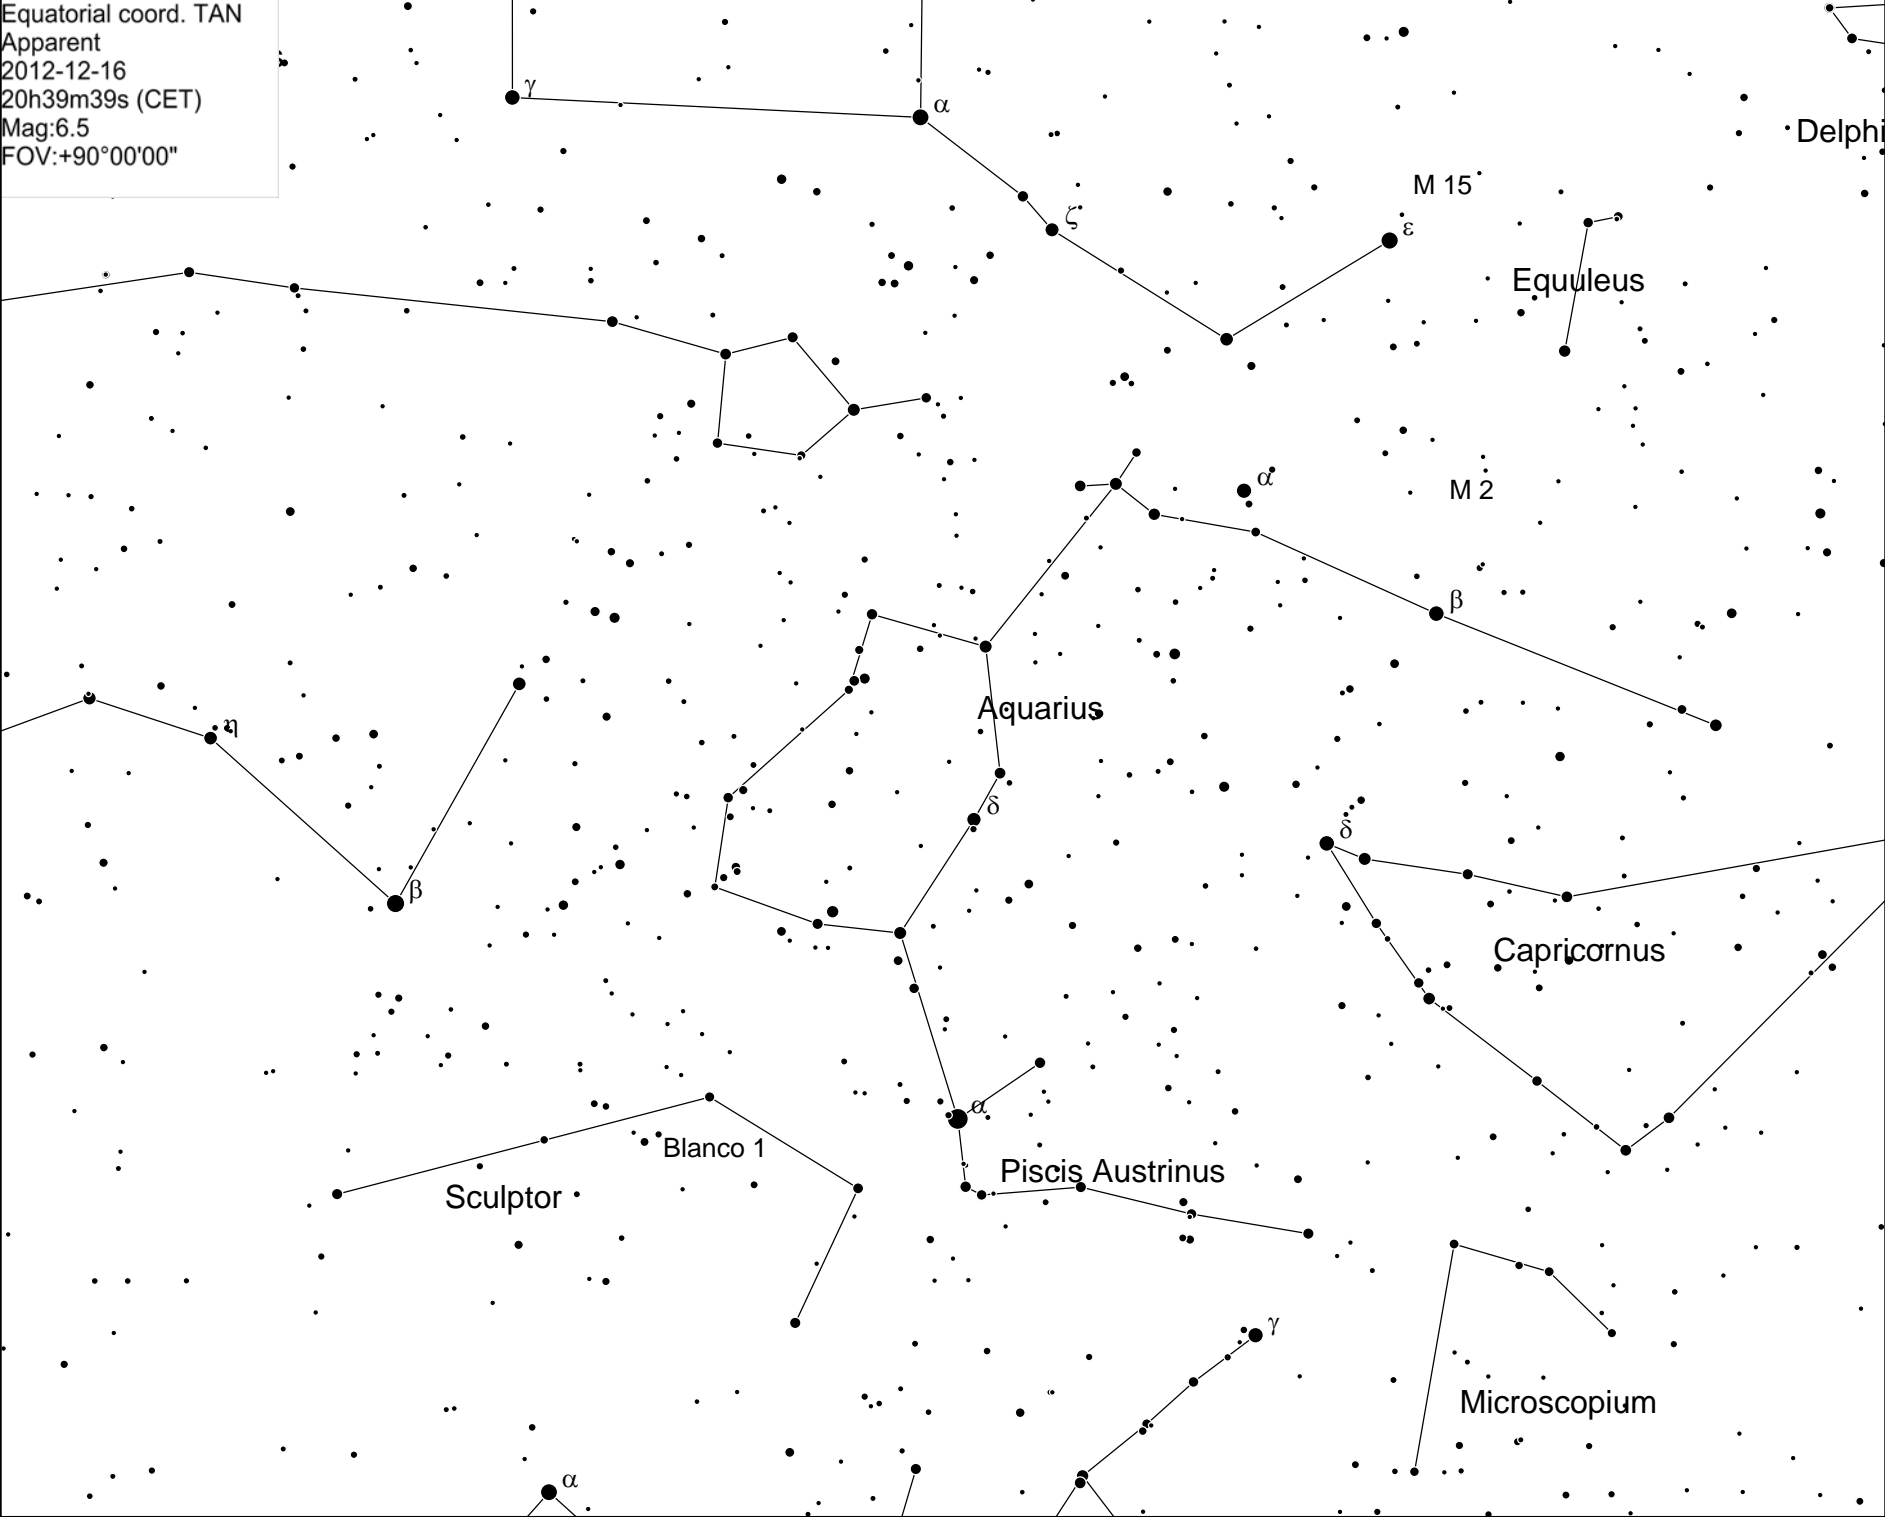 Equatorial coord. TAN
Apparent
2012-12-16
20h39m39s (CET)
Mag:6.5
FOV:+90°00'00"
γ
α
Delphi
M 15
ζ
ε
Equuleus
α
M 2
β
Aquarius
η
δ
δ
β
Capricornus
α
Blanco 1
Piscis Austrinus
Sculptor
γ
Microscopium
α